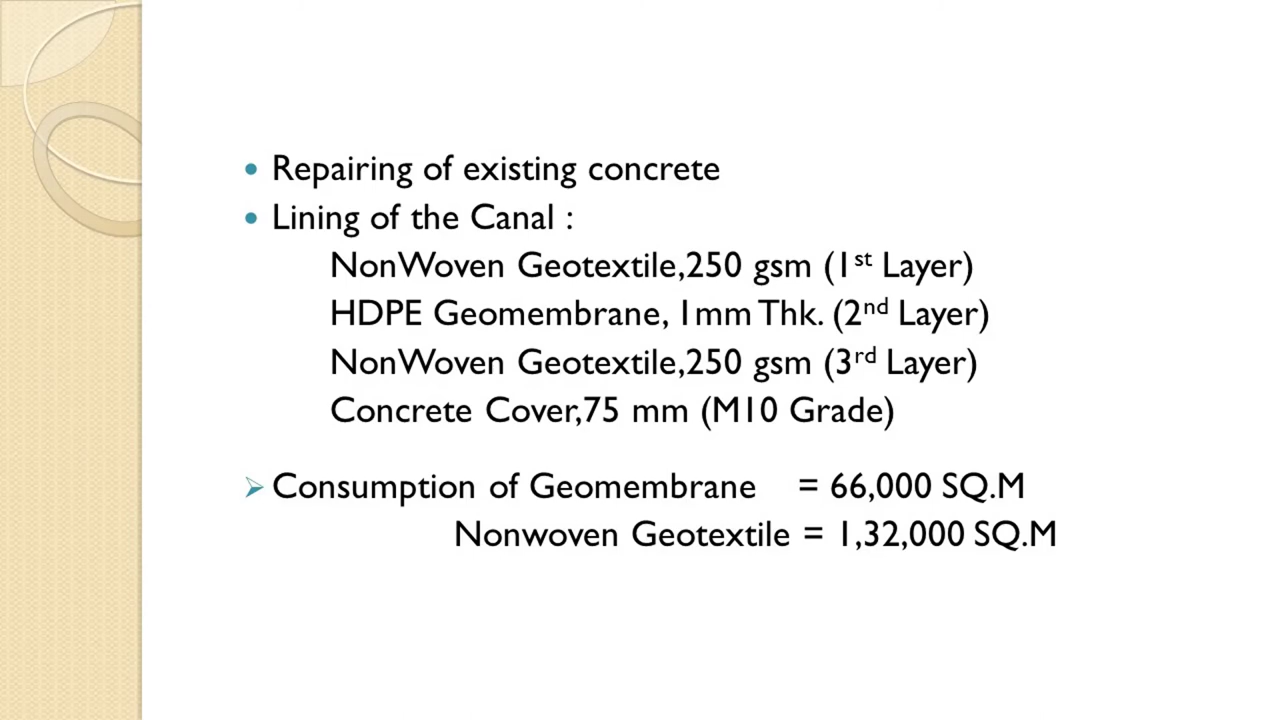 • Repairing of existing concrete
• Lining of the Canal :
NonWoven Geotextile,250 gsm (1st Layer)
HDPE Geomembrane, 1mm Thk. (2nd Layer)
NonWoven Geotextile,250 gsm (3rd Layer)
Concrete Cover,75 mm (M10 Grade)
➢ Consumption of Geomembrane = 66,000 SQ.M
Nonwoven Geotextile = 1,32,000 SQ.M